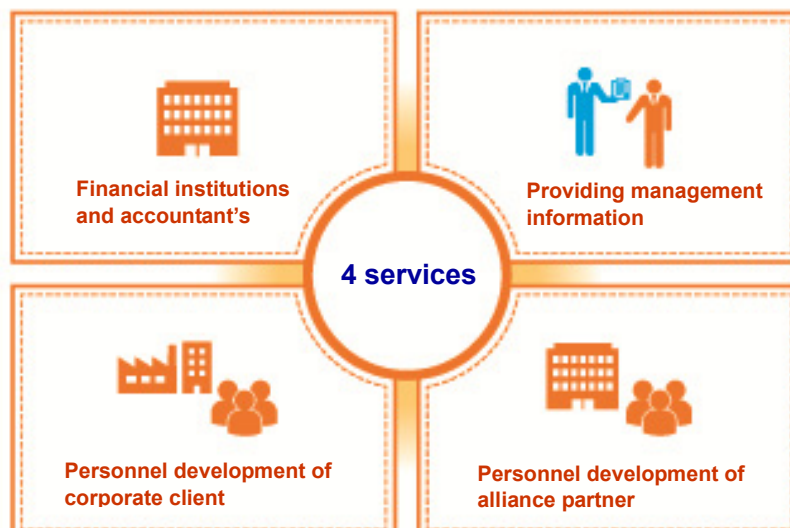 Financial institutions
and accountant's
Providing management
information
4 services
Personnel development of
corporate client
Personnel development of
alliance partner